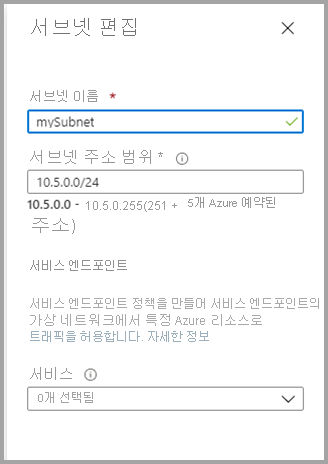 서브넷 편집
서브넷 이름 *
mySubnet
서브넷 주소 범위 *
10.5.0.0/24
10.5.0.0 - 10.5.0.255(251 + 5개 Azure 예약된
주소)
서비스 엔드포인트
서비스 엔드포인트 정책을 만들어 서비스 엔드포인트의
가상 네트워크에서 특정 Azure 리소스로
트래픽을 허용합니다. 자세한 정보
서비스
0개 선택됨